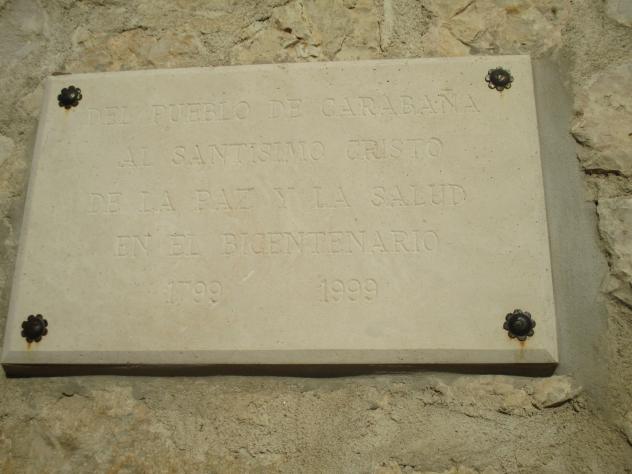 DEL PUEBLO DE CARABAÑA
AL SANTISIMO CRISTO
DE LA PAZ Y LA SALUD
EN EL BICENTENARIO
1799 1999